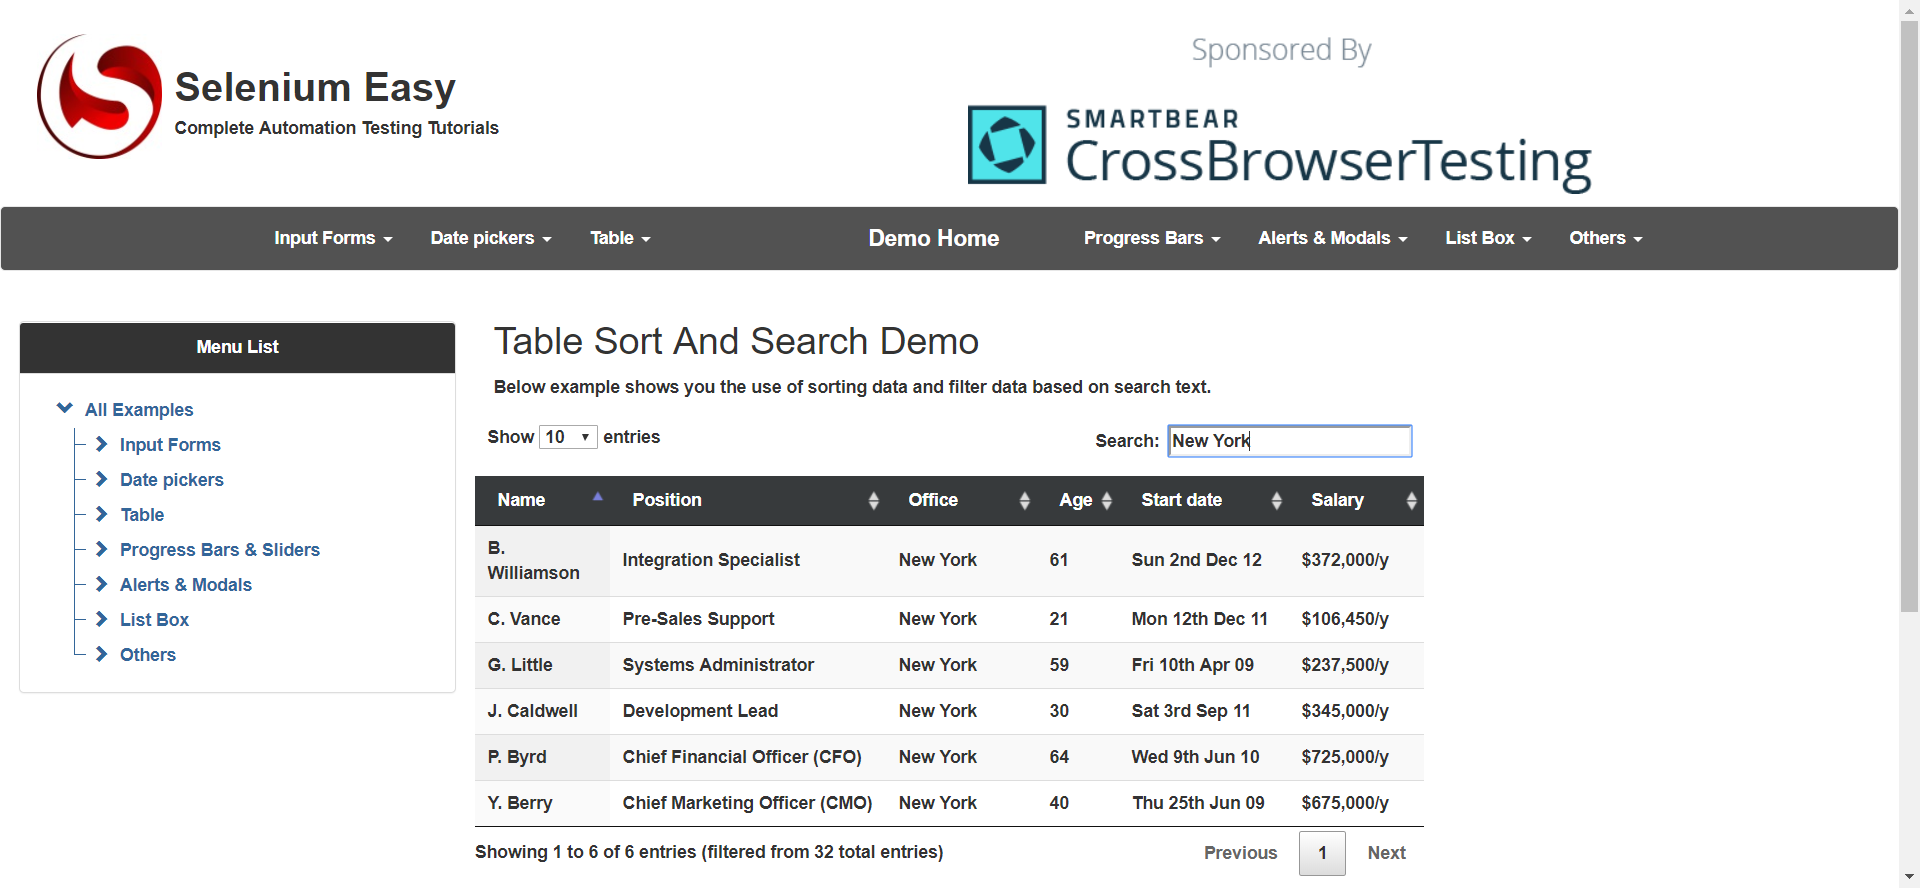 Selenium Easy
Complete Automation Testing Tutorials
Sponsored By
SMARTBEAR
CrossBrowserTesting
Input Forms Date pickers Table Demo Home Progress Bars Alerts & Modals List Box Others
Menu List
All Examples
Input Forms
Date pickers
Table
Progress Bars & Sliders
Alerts & Modals
List Box
Others
Table Sort And Search Demo
Below example shows you the use of sorting data and filter data based on search text.
Show 10 entries
Search: New York
Name Position Office Age Start date Salary
B. Williamson Integration Specialist New York 61 Sun 2nd Dec 12 $372,000/y
C. Vance Pre-Sales Support New York 21 Mon 12th Dec 11 $106,450/y
G. Little Systems Administrator New York 59 Fri 10th Apr 09 $237,500/y
J. Caldwell Development Lead New York 30 Sat 3rd Sep 11 $345,000/y
P. Byrd Chief Financial Officer (CFO) New York 64 Wed 9th Jun 10 $725,000/y
Y. Berry Chief Marketing Officer (CMO) New York 40 Thu 25th Jun 09 $675,000/y
Showing 1 to 6 of 6 entries (filtered from 32 total entries)
Previous 1 Next